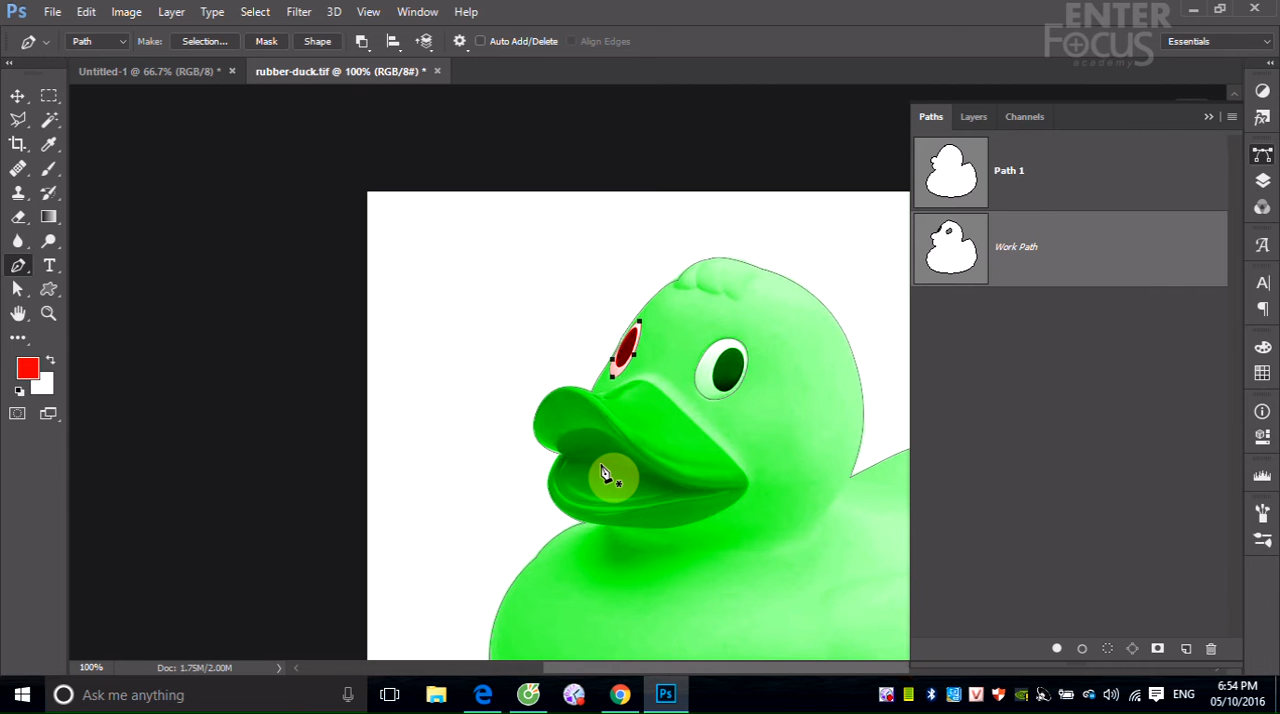 Ps File Edit Image Layer Type Select Filter 3D View Window Help
ENTER
FOCUS
academy
Path Make: Selection... Mask Shape Auto Add/Delete Align Edges Essentials
Untitled-1 @ 66.7% (RGB/8) * × rubber-duck.tif @ 100% (RGB/8#) * ×
Paths Layers Channels
Path 1
Work Path
100% Doc: 1.75M/2.00M
Ask me anything
Ps
ENG
6:54 PM
05/10/2016